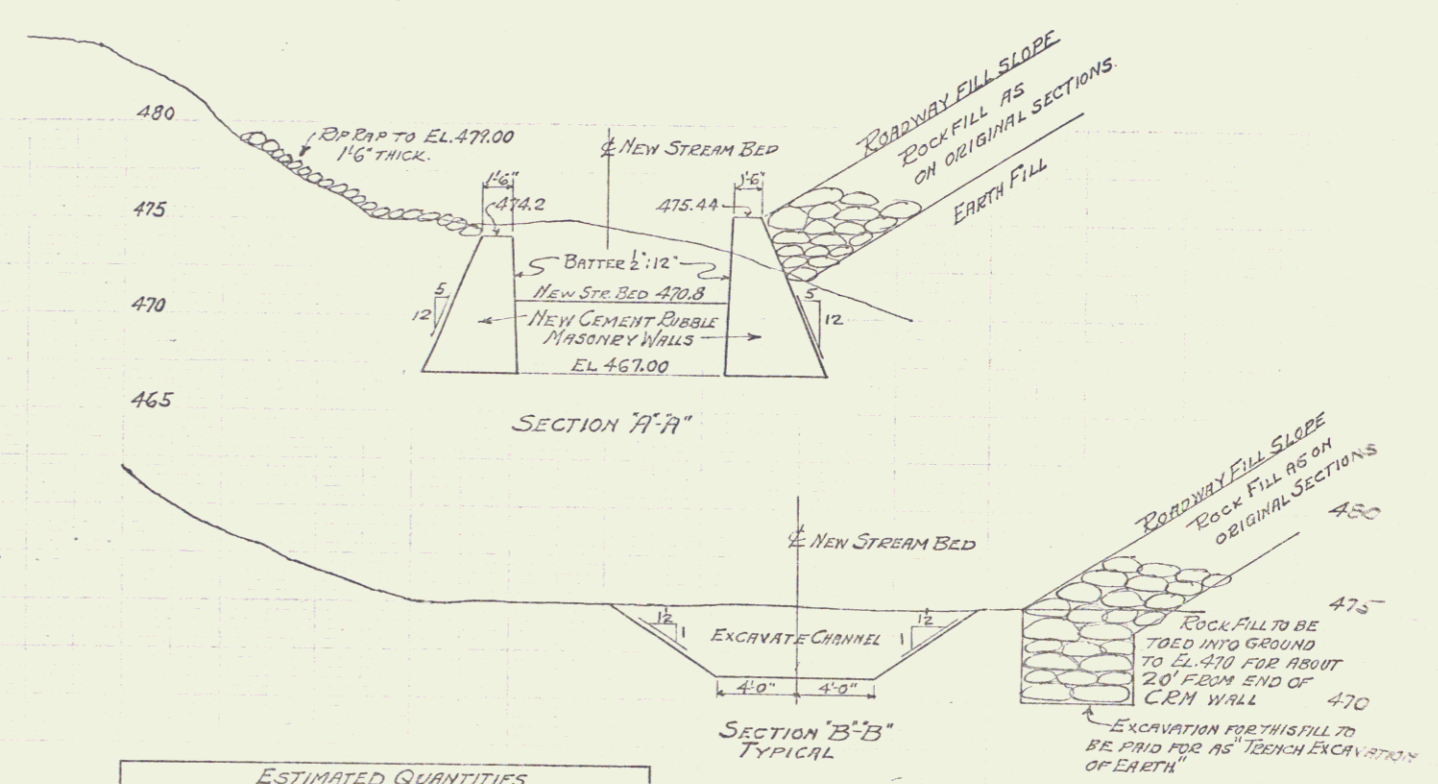 480
RIP RAP TO EL. 479.00
1'-6" THICK.
℄ NEW STREAM BED
ROADWAY FILL SLOPE
ROCK FILL AS
ON ORIGINAL SECTIONS.
EARTH FILL
475
1'-6"
474.2
475.44
1'-6"
BATTER ½":12"
NEW STR. BED 470.8
470
5
12
NEW CEMENT RUBBLE
MASONRY WALLS
5
12
EL 467.00
465
SECTION "A"-"A"
℄ NEW STREAM BED
ROADWAY FILL SLOPE
ROCK FILL AS ON
ORIGINAL SECTIONS
480
475
12
1
EXCAVATE CHANNEL
12
1
4'-0"
4'-0"
ROCK FILL TO BE
TOED INTO GROUND
TO EL. 470 FOR ABOUT
20' FROM END OF
CRM WALL
470
SECTION "B"-"B"
TYPICAL
EXCAVATION FOR THIS FILL TO
BE PAID FOR AS "TRENCH EXCAVATION
OF EARTH"
ESTIMATED QUANTITIES